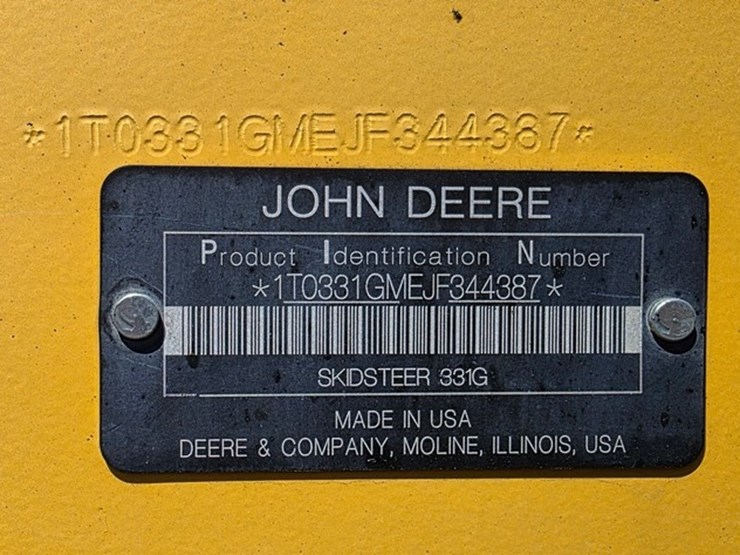 *1T0331GMEJF344387*
JOHN DEERE
Product Identification Number
*1T0331GMEJF344387*
SKIDSTEER 331G
MADE IN USA
DEERE & COMPANY, MOLINE, ILLINOIS, USA